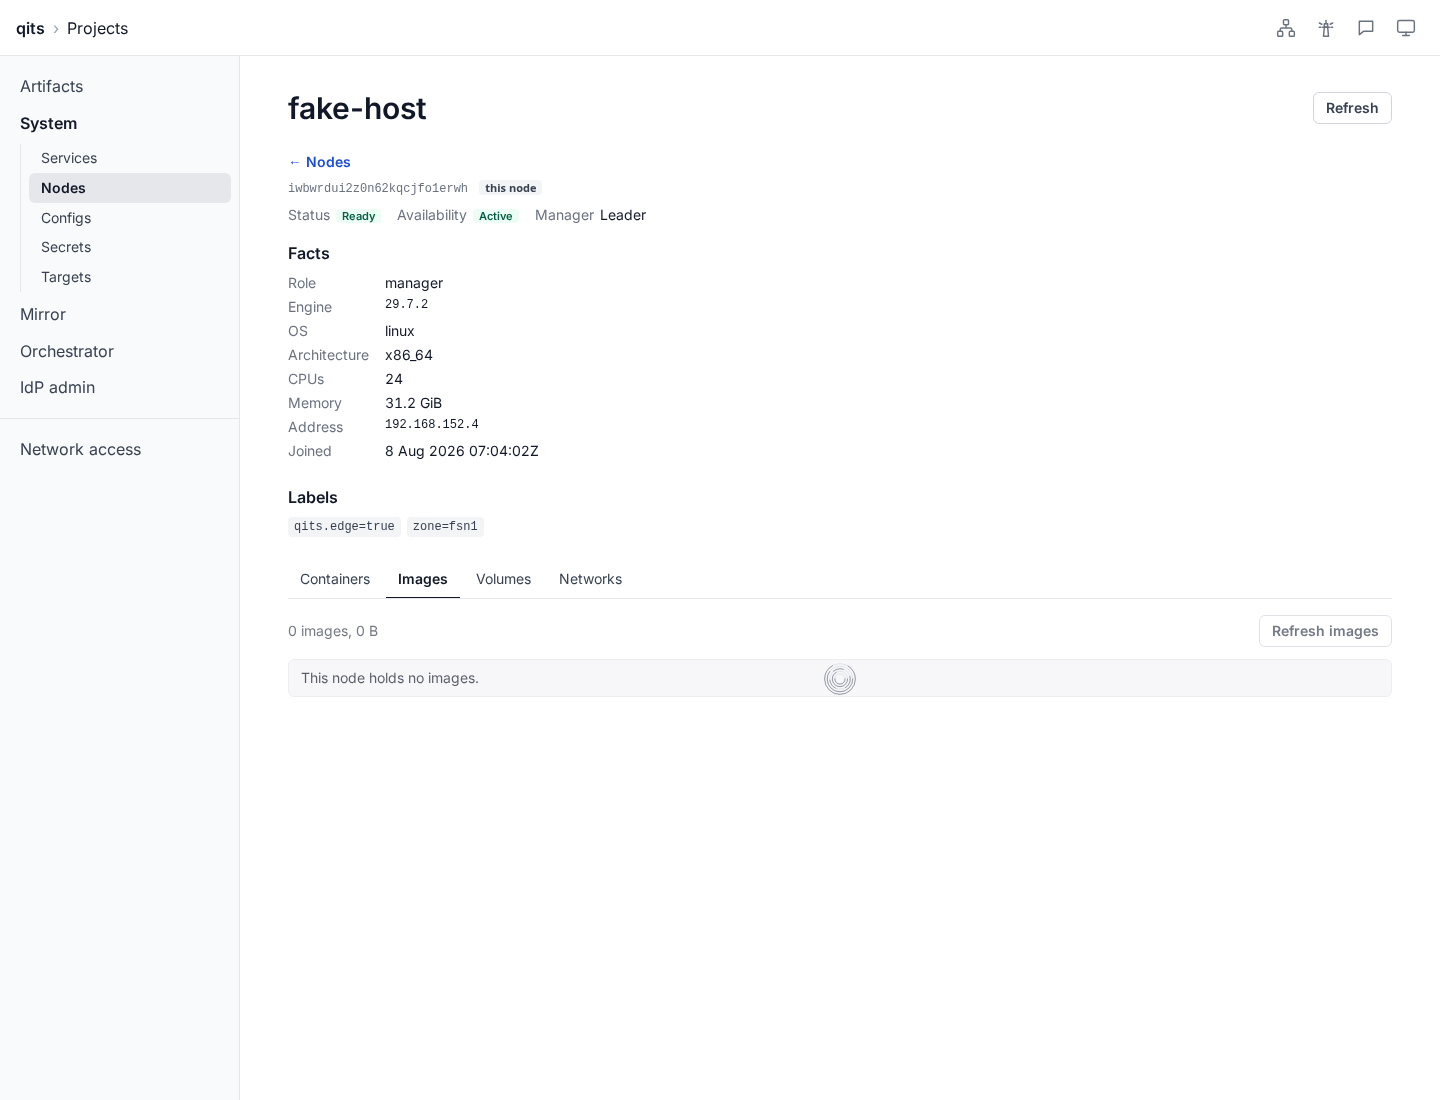 qits › Projects
Artifacts
System
Services
Nodes
Configs
Secrets
Targets
Mirror
Orchestrator
IdP admin
Network access
fake-host
Refresh
← Nodes
iwbwrdui2z0n62kqcjfo1erwh this node
Status Ready Availability Active Manager Leader
Facts
Role manager
Engine 29.7.2
OS linux
Architecture x86_64
CPUs 24
Memory 31.2 GiB
Address 192.168.152.4
Joined 8 Aug 2026 07:04:02Z
Labels
qits.edge=true zone=fsn1
Containers Images Volumes Networks
0 images, 0 B
Refresh images
This node holds no images.